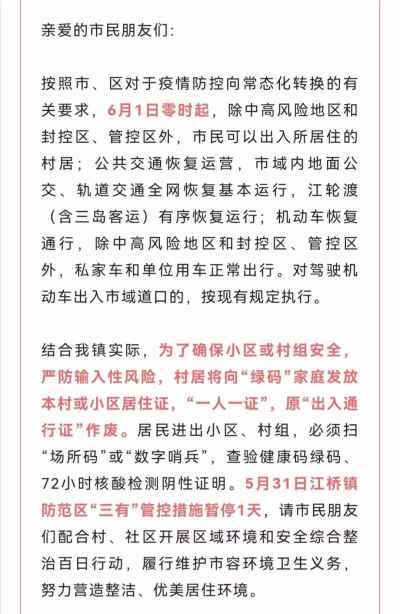 亲爱的市民朋友们：
按照市、区对于疫情防控向常态化转换的有
关要求，6月1日零时起，除中高风险地区和
封控区、管控区外，市民可以出入所居住的
村居；公共交通恢复运营，市域内地面公
交、轨道交通全网恢复基本运行，江轮渡
（含三岛客运）有序恢复运行；机动车恢复
通行，除中高风险地区和封控区、管控区
外，私家车和单位用车正常出行。对驾驶机
动车出入市域道口的，按现有规定执行。
结合我镇实际，为了确保小区或村组安全，
严防输入性风险，村居将向“绿码”家庭发放
本村或小区居住证，“一人一证”，原“出入通
行证”作废。居民进出小区、村组，必须扫
“场所码”或“数字哨兵”，查验健康码绿码、
72小时核酸检测阴性证明。5月31日江桥镇
防范区“三有”管控措施暂停1天，请市民朋友
们配合村、社区开展区域环境和安全综合整
治百日行动，履行维护市容环境卫生义务，
努力营造整洁、优美居住环境。